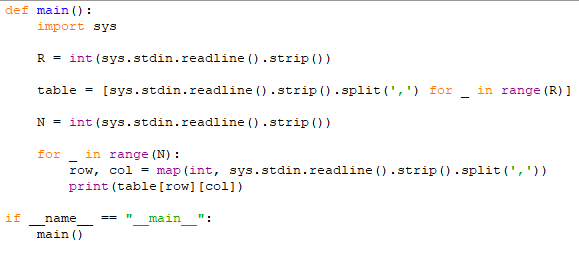 def main():
    import sys
    R = int(sys.stdin.readline().strip())
    table = [sys.stdin.readline().strip().split(',') for _ in range(R)]
    N = int(sys.stdin.readline().strip())
    for _ in range(N):
        row, col = map(int, sys.stdin.readline().strip().split(','))
        print(table[row][col])
if __name__ == "__main__":
    main()